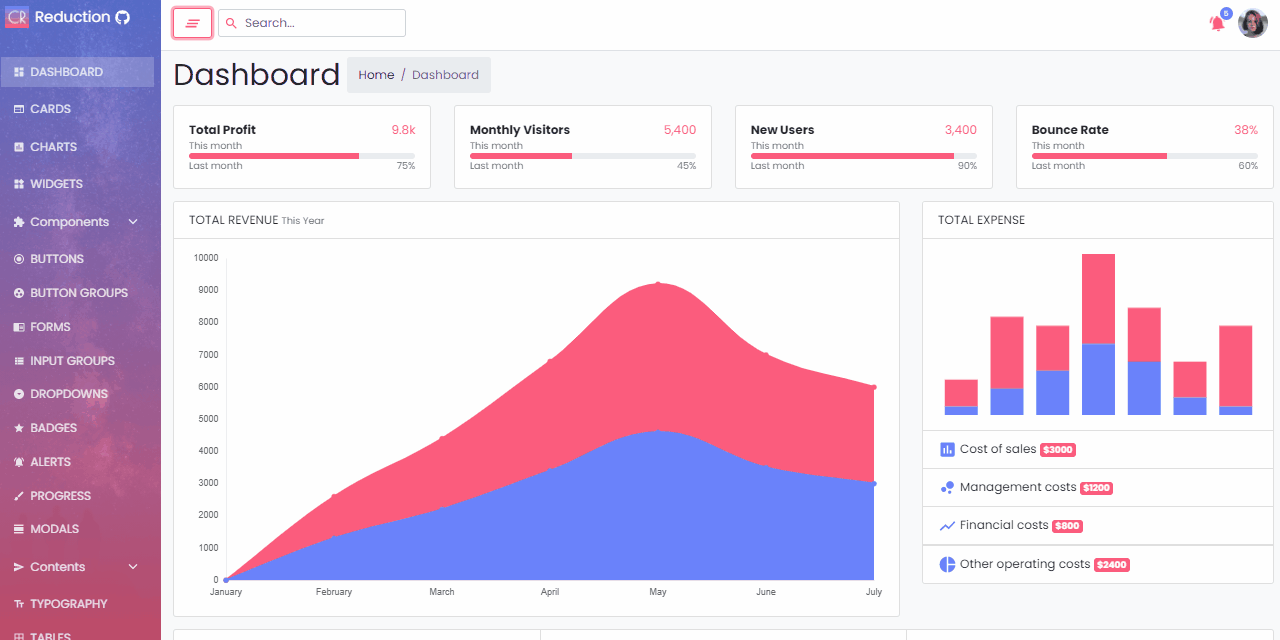 CR Reduction
Search...
5
DASHBOARD
CARDS
CHARTS
WIDGETS
Components
BUTTONS
BUTTON GROUPS
FORMS
INPUT GROUPS
DROPDOWNS
BADGES
ALERTS
PROGRESS
MODALS
Contents
TYPOGRAPHY
TABLES
Dashboard Home / Dashboard
Total Profit 9.8k
This month
Last month 75%
Monthly Visitors 5,400
This month
Last month 45%
New Users 3,400
This month
Last month 90%
Bounce Rate 38%
This month
Last month 60%
TOTAL REVENUE This Year
10000
9000
8000
7000
6000
5000
4000
3000
2000
1000
0
January February March April May June July
TOTAL EXPENSE
Cost of sales $3000
Management costs $1200
Financial costs $800
Other operating costs $2400